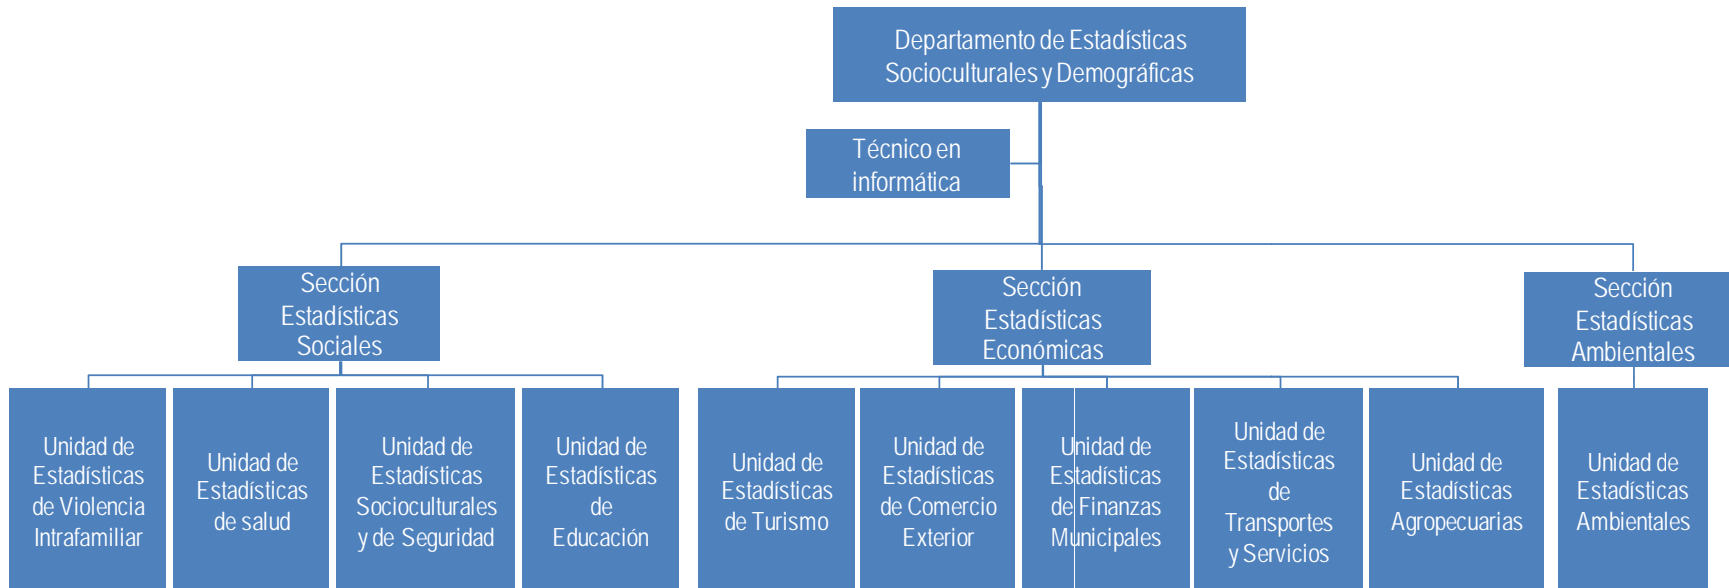 Departamento de Estadísticas
Socioculturales y Demográficas
Técnico en
informática
Sección
Estadísticas
Sociales
Sección
Estadísticas
Económicas
Sección
Estadísticas
Ambientales
Unidad de
Estadísticas
de Violencia
Intrafamiliar
Unidad de
Estadísticas
de salud
Unidad de
Estadísticas
Socioculturales
y de Seguridad
Unidad de
Estadísticas
de
Educación
Unidad de
Estadísticas
de Turismo
Unidad de
Estadísticas
de Comercio
Exterior
Unidad de
Estadísticas
de Finanzas
Municipales
Unidad de
Estadísticas
de
Transportes
y Servicios
Unidad de
Estadísticas
Agropecuarias
Unidad de
Estadísticas
Ambientales